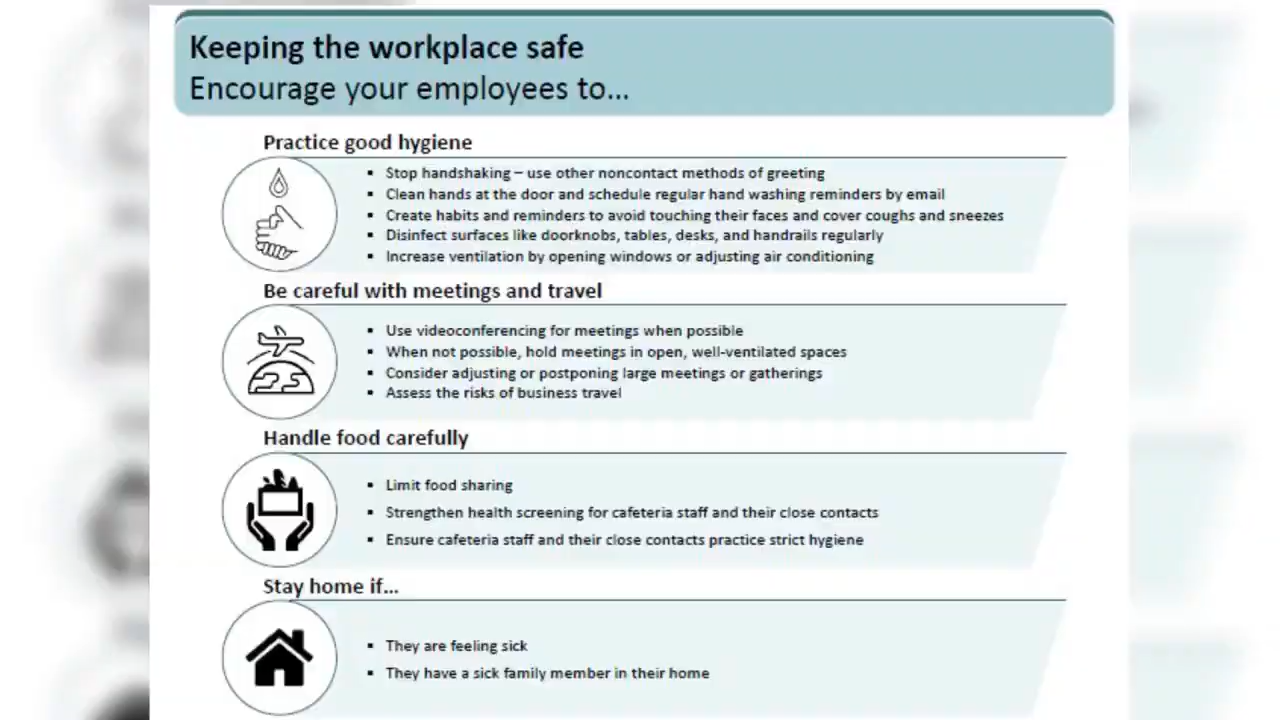 Keeping the workplace safe
Encourage your employees to...
Practice good hygiene
▪ Stop handshaking – use other noncontact methods of greeting
▪ Clean hands at the door and schedule regular hand washing reminders by email
▪ Create habits and reminders to avoid touching their faces and cover coughs and sneezes
▪ Disinfect surfaces like doorknobs, tables, desks, and handrails regularly
▪ Increase ventilation by opening windows or adjusting air conditioning
Be careful with meetings and travel
▪ Use videoconferencing for meetings when possible
▪ When not possible, hold meetings in open, well-ventilated spaces
▪ Consider adjusting or postponing large meetings or gatherings
▪ Assess the risks of business travel
Handle food carefully
▪ Limit food sharing
▪ Strengthen health screening for cafeteria staff and their close contacts
▪ Ensure cafeteria staff and their close contacts practice strict hygiene
Stay home if...
▪ They are feeling sick
▪ They have a sick family member in their home